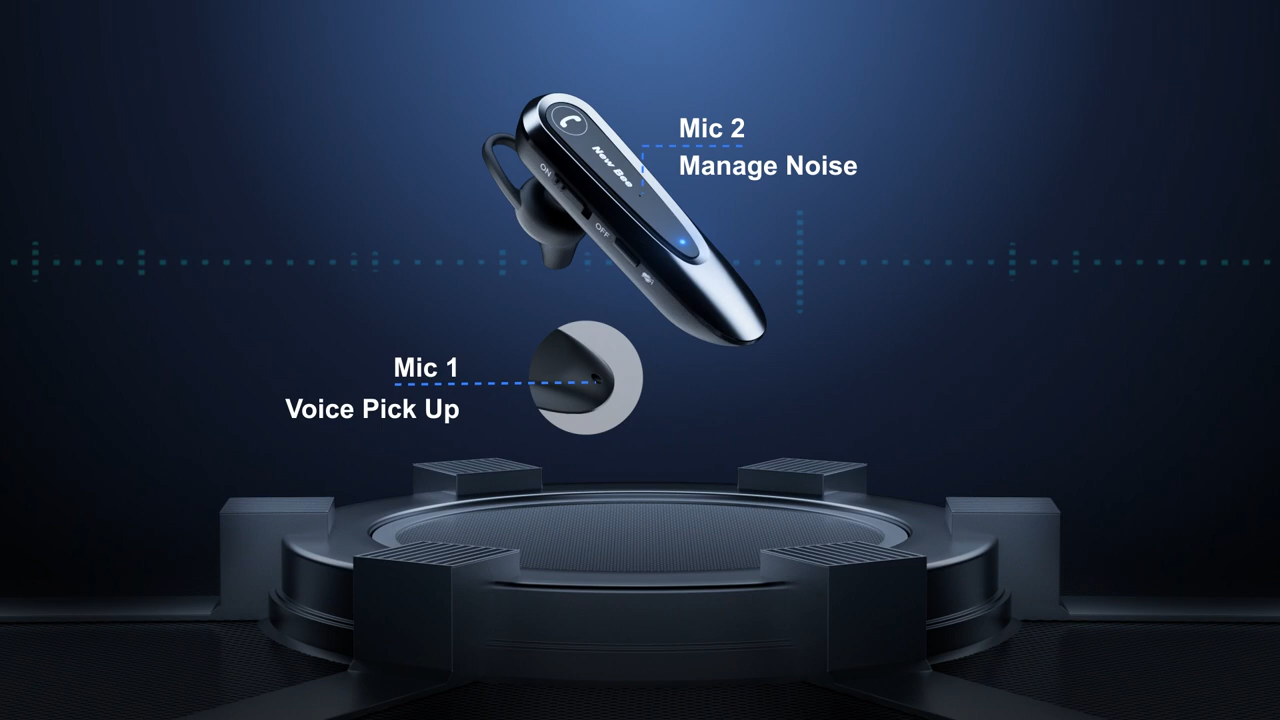 Mic 2
Manage Noise
New Bee
ON
OFF
Mic 1
Voice Pick Up